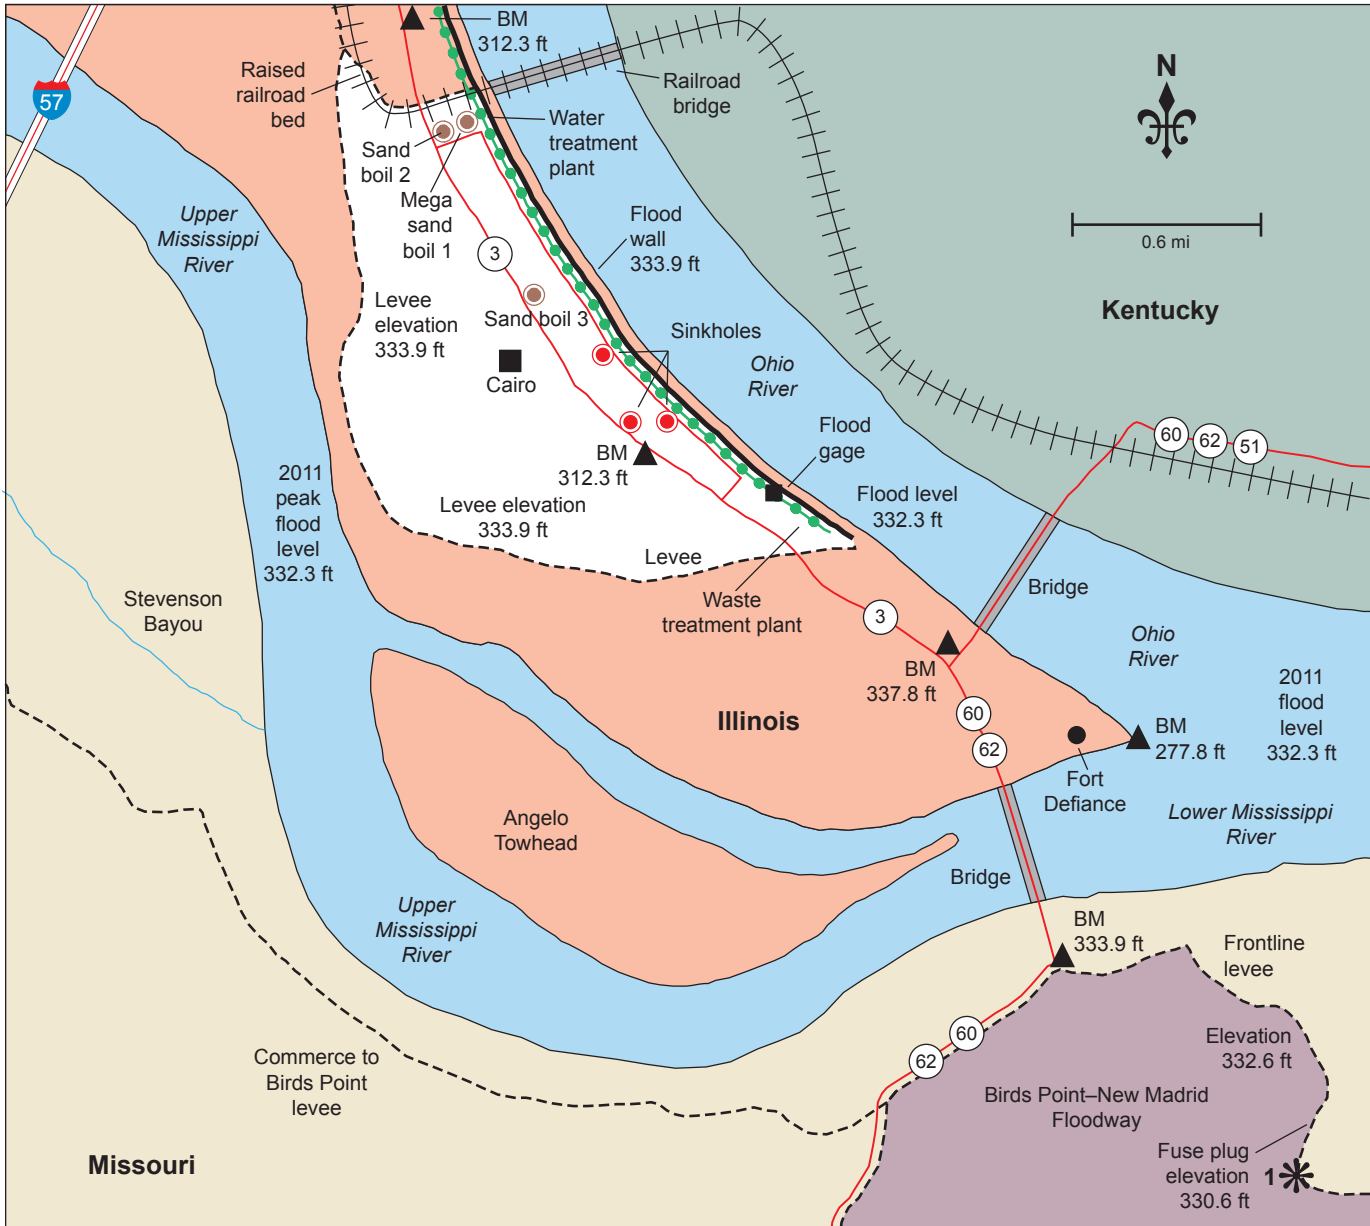 BM
312.3 ft
57
Raised
railroad
bed
Railroad
bridge
N
0.6 mi
Water
treatment
plant
Sand
boil 2
Mega
sand
boil 1
Upper
Mississippi
River
Flood
wall
333.9 ft
3
Kentucky
Levee
elevation
333.9 ft
Sand boil 3
Sinkholes
Ohio
River
Cairo
Flood
gage
60
62
51
BM
312.3 ft
2011
peak
flood
level
332.3 ft
Levee elevation
333.9 ft
Flood level
332.3 ft
Levee
Stevenson
Bayou
Waste
treatment plant
Bridge
3
Ohio
River
BM
337.8 ft
2011
flood
level
332.3 ft
Illinois
60
62
BM
277.8 ft
Fort
Defiance
Angelo
Towhead
Lower Mississippi
River
Bridge
Upper
Mississippi
River
BM
333.9 ft
Frontline
levee
60
62
Elevation
332.6 ft
Commerce to
Birds Point
levee
Birds Point–New Madrid
Floodway
Missouri
Fuse plug
elevation
330.6 ft
1